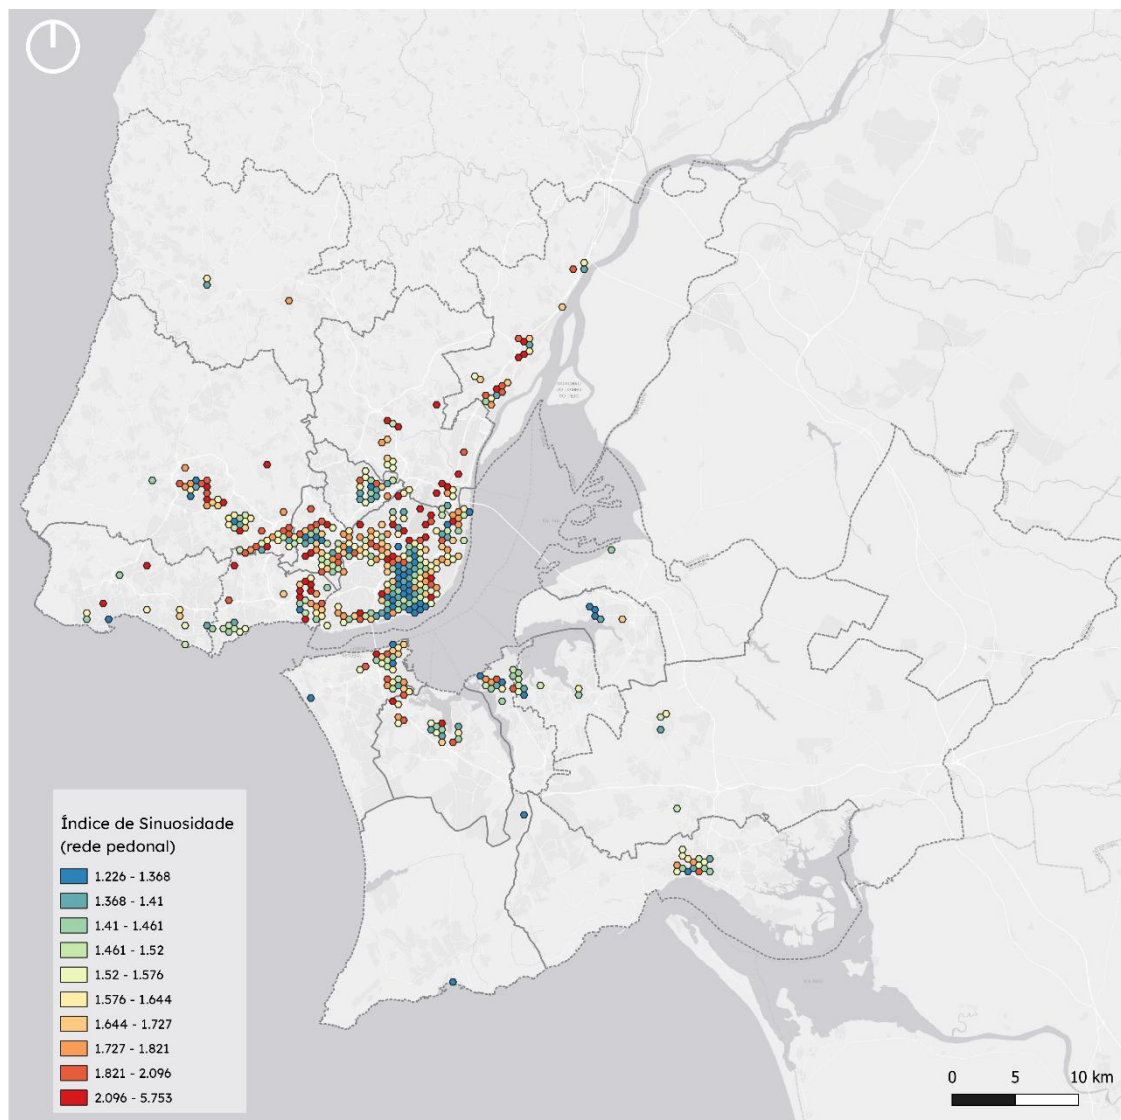 Índice de Sinuosidade
(rede pedonal)
1.226 - 1.368
1.368 - 1.41
1.41 - 1.461
1.461 - 1.52
1.52 - 1.576
1.576 - 1.644
1.644 - 1.727
1.727 - 1.821
1.821 - 2.096
2.096 - 5.753
0 5 10 km